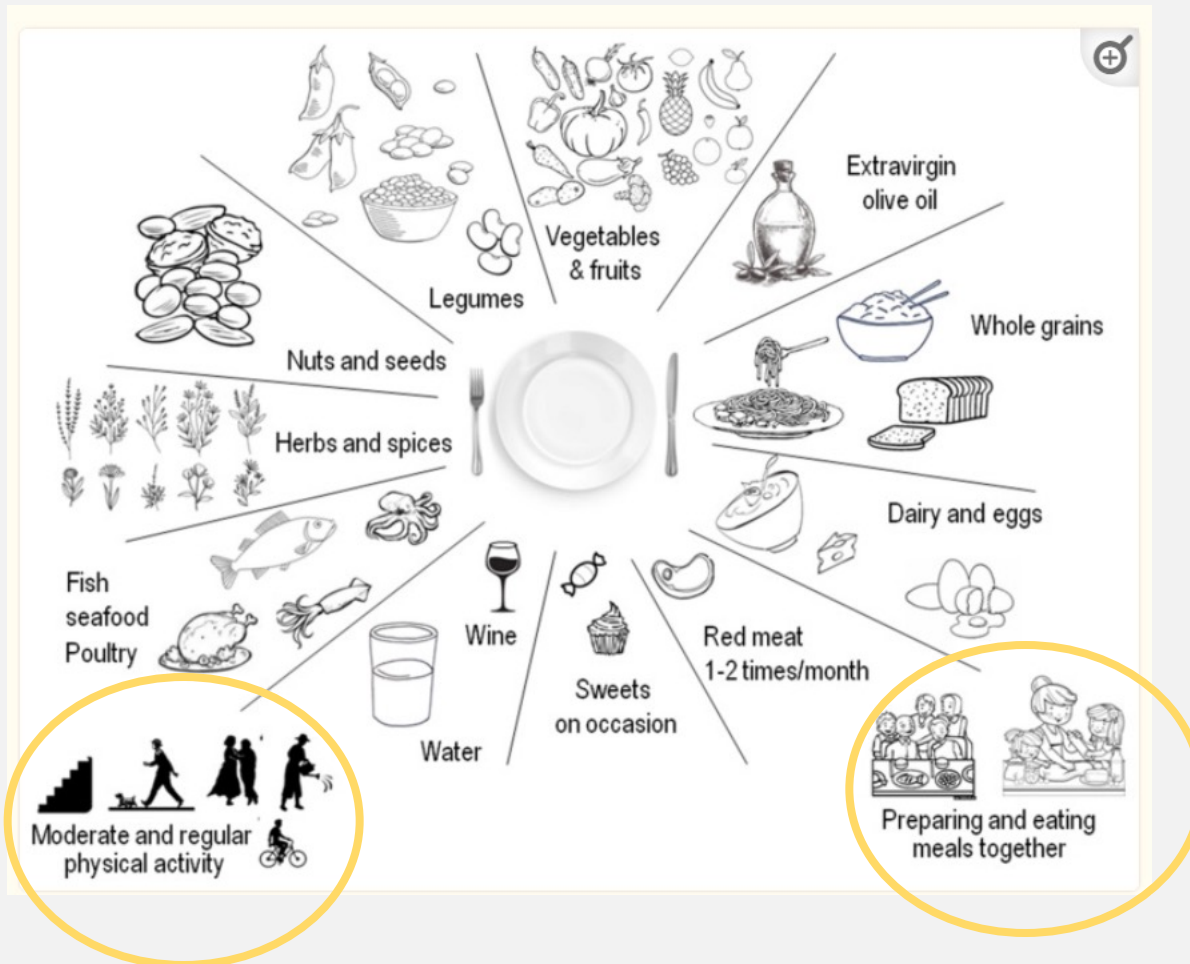 Vegetables
& fruits
Extravirgin
olive oil
Whole grains
Dairy and eggs
Red meat
1-2 times/month
Sweets
on occasion
Wine
Water
Fish
seafood
Poultry
Herbs and spices
Nuts and seeds
Legumes
Moderate and regular
physical activity
Preparing and eating
meals together